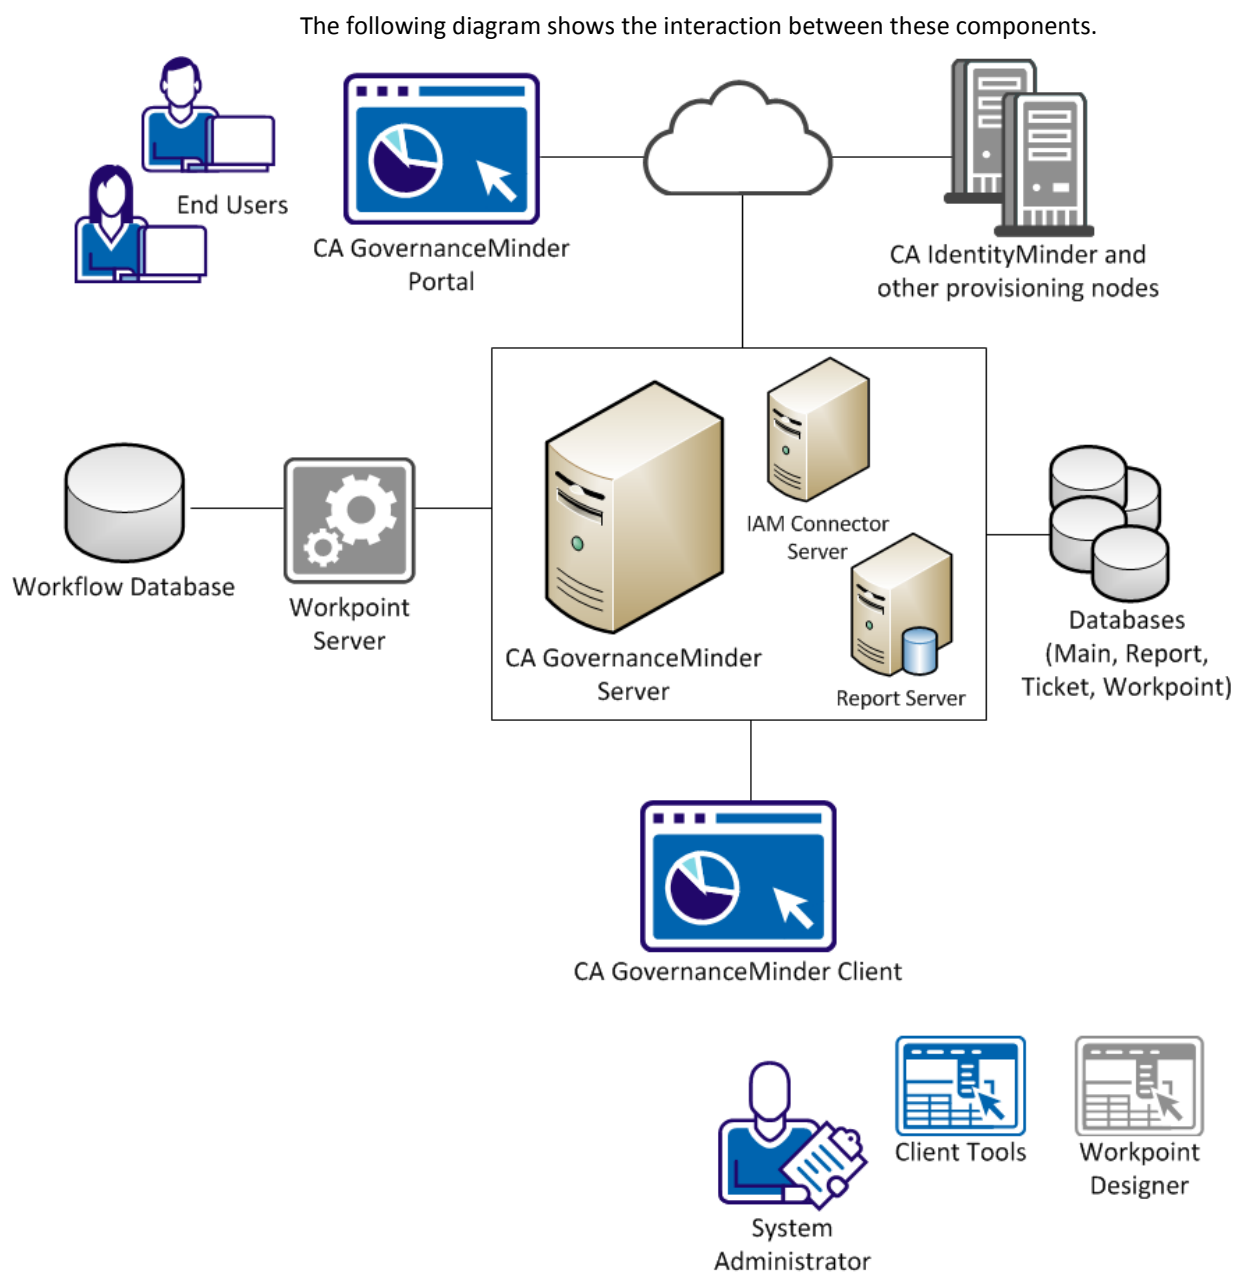 The following diagram shows the interaction between these components.
End Users
CA GovernanceMinder
Portal
CA IdentityMinder and
other provisioning nodes
IAM Connector
Server
Workflow Database
Workpoint
Server
CA GovernanceMinder
Server
Report Server
Databases
(Main, Report,
Ticket, Workpoint)
CA GovernanceMinder Client
Client Tools
Workpoint
Designer
System
Administrator